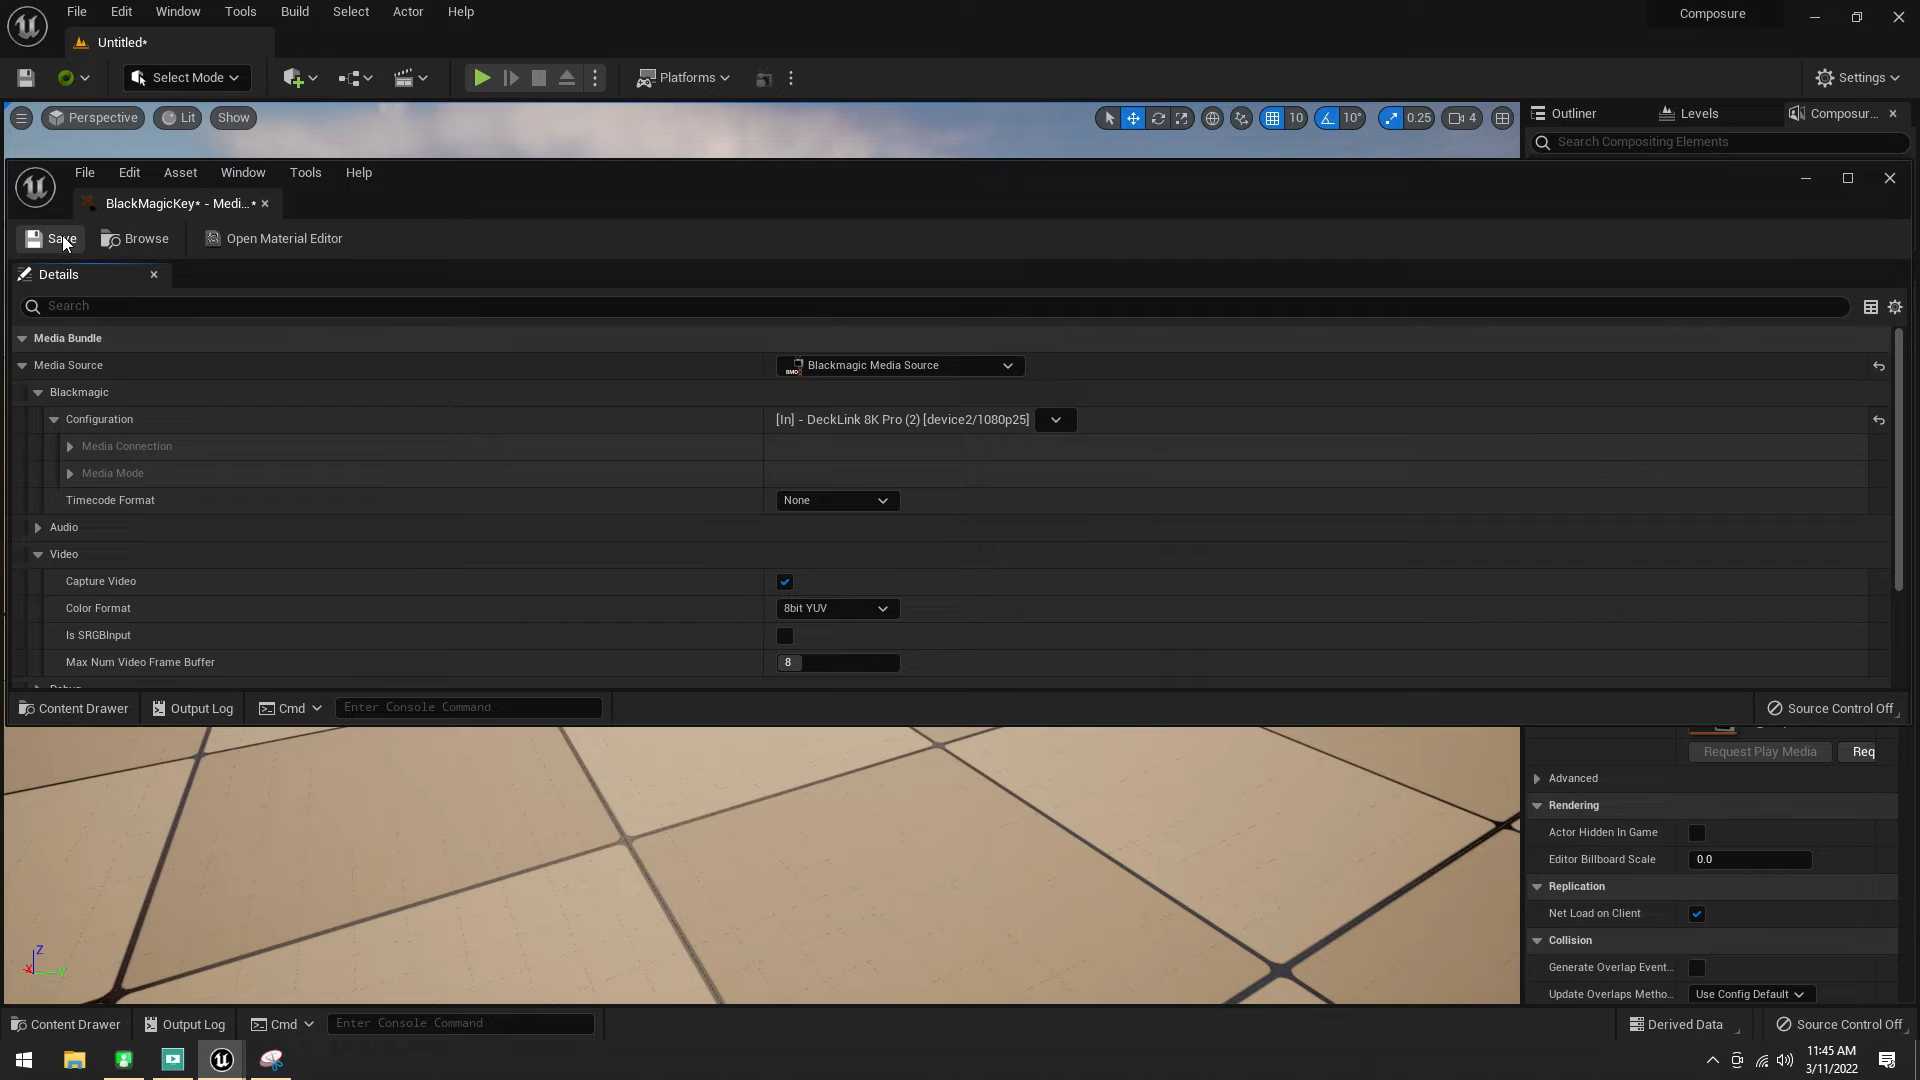 File Edit Window Tools Build Select Actor Help
Composure
Untitled*
Select Mode
Platforms
Settings
Perspective Lit Show
10 10° 0.25 4
Outliner Levels Composur...
Search Compositing Elements
File Edit Asset Window Tools Help
BlackMagicKey* - Medi...*
Save Browse Open Material Editor
Details
Search
Media Bundle
Media Source Blackmagic Media Source
Blackmagic
Configuration [In] - DeckLink 8K Pro (2) [device2/1080p25]
Media Connection
Media Mode
Timecode Format None
Audio
Video
Capture Video
Color Format 8bit YUV
Is SRGBInput
Max Num Video Frame Buffer 8
Content Drawer Output Log Cmd Enter Console Command Source Control Off
Request Play Media Req
Advanced
Rendering
Actor Hidden In Game
Editor Billboard Scale 0.0
Replication
Net Load on Client
Collision
Generate Overlap Event...
Update Overlaps Metho... Use Config Default
Z
X Y
Content Drawer Output Log Cmd Enter Console Command Derived Data Source Control Off
11:45 AM
3/11/2022